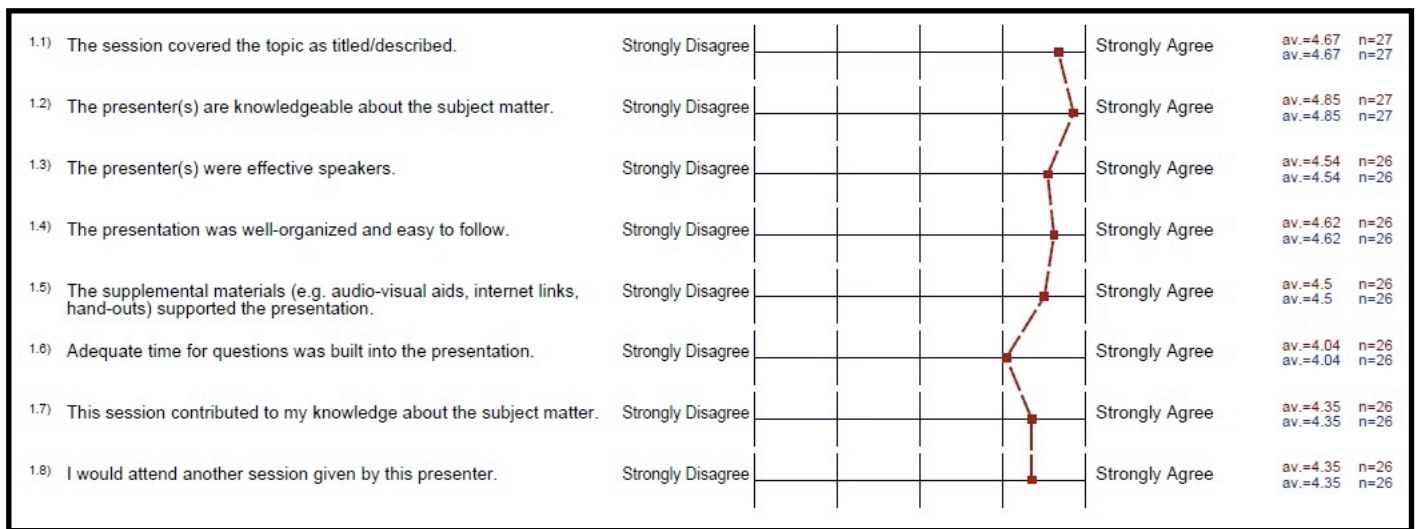 1.1) The session covered the topic as titled/described. Strongly Disagree Strongly Agree av.=4.67 n=27
av.=4.67 n=27
1.2) The presenter(s) are knowledgeable about the subject matter. Strongly Disagree Strongly Agree av.=4.85 n=27
av.=4.85 n=27
1.3) The presenter(s) were effective speakers. Strongly Disagree Strongly Agree av.=4.54 n=26
av.=4.54 n=26
1.4) The presentation was well-organized and easy to follow. Strongly Disagree Strongly Agree av.=4.62 n=26
av.=4.62 n=26
1.5) The supplemental materials (e.g. audio-visual aids, internet links, Strongly Disagree Strongly Agree av.=4.5 n=26
hand-outs) supported the presentation. av.=4.5 n=26
1.6) Adequate time for questions was built into the presentation. Strongly Disagree Strongly Agree av.=4.04 n=26
av.=4.04 n=26
1.7) This session contributed to my knowledge about the subject matter. Strongly Disagree Strongly Agree av.=4.35 n=26
av.=4.35 n=26
1.8) I would attend another session given by this presenter. Strongly Disagree Strongly Agree av.=4.35 n=26
av.=4.35 n=26